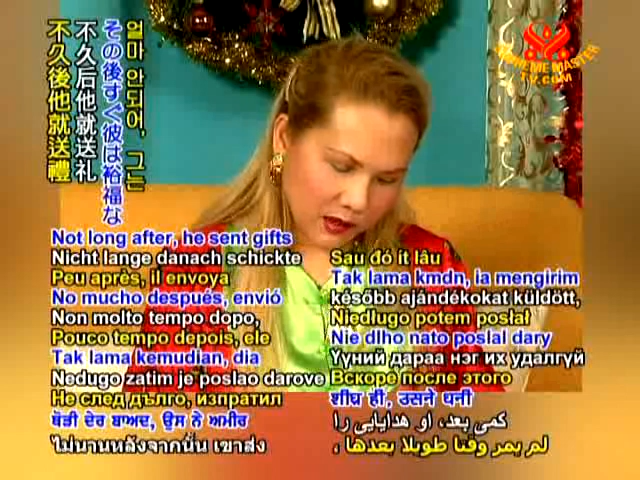 얼마 안되어, 그는
その後すぐ彼は裕福な
不久后他就送礼
不久後他就送禮
SUPREME MASTER
TV.COM
Not long after, he sent gifts
Nicht lange danach schickte
Peu après, il envoya
No mucho después, envió
Non molto tempo dopo,
Pouco tempo depois, ele
Tak lama kemudian, dia
Nedugo zatim je poslao darove
Не след дълго, изпратил
ਥੋੜੀ ਦੇਰ ਬਾਅਦ, ਉਸ ਨੇ ਅਮੀਰ
ไม่นานหลังจากนั้น เขาส่ง
Sau đó ít lâu
Tak lama kmdn, ia mengirim
később ajándékokat küldött,
Niedługo potem posłał
Nie dlho nato poslal dary
Үүний дараа нэг их удалгүй
Вскоре после этого
शीघ्र ही, उसने धनी
کمی بعد، او هدایایی را
لم يمر وقتا طويلا بعدها ،